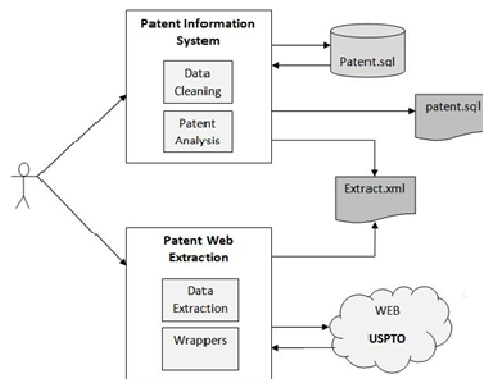 Patent Information
System
Data
Cleaning
Patent
Analysis
Patent.sql
patent.sql
Extract.xml
Patent Web
Extraction
Data
Extraction
Wrappers
WEB
USPTO